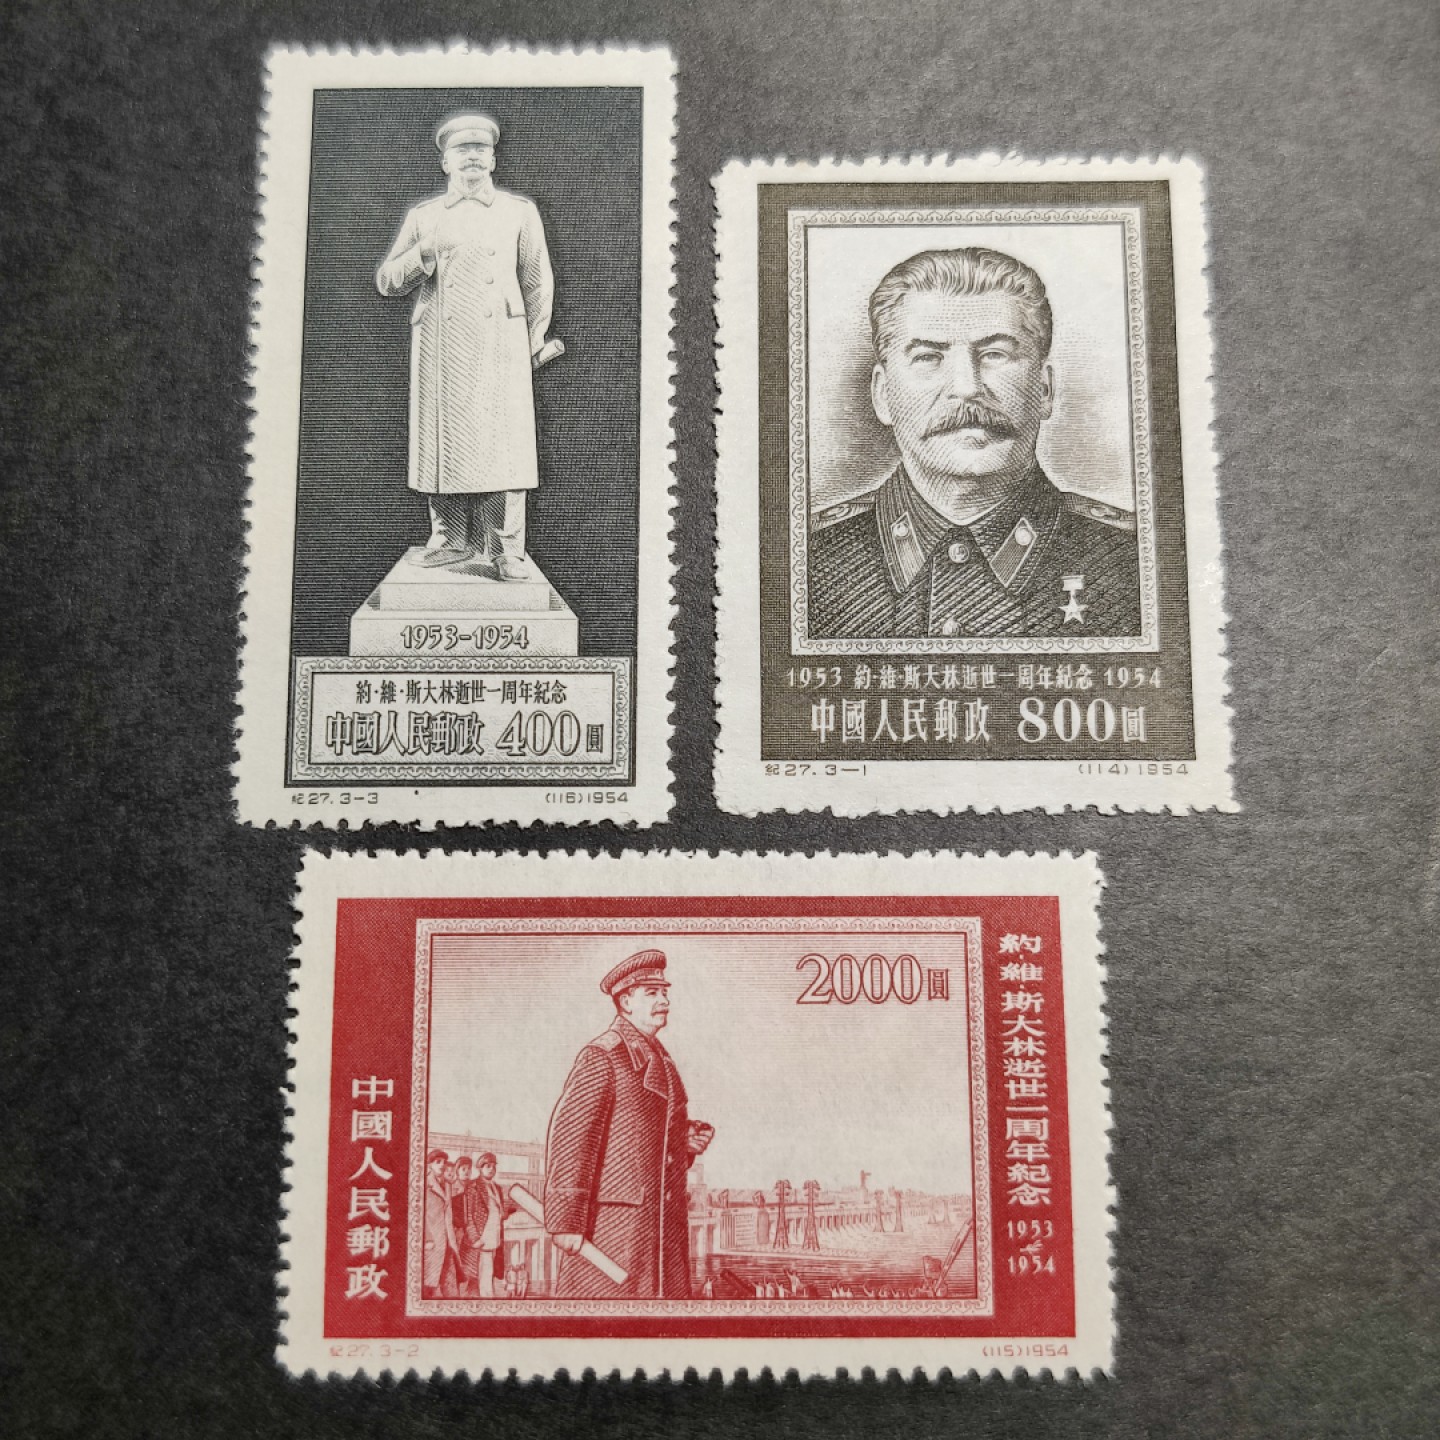 1953-1954
約·維·斯大林逝世一周年紀念
中國人民郵政 400圓
紀27.3-3 (116)1954
1953 約·維·斯大林逝世一周年紀念 1954
中國人民郵政 800圓
紀27.3-1 (114)1954
2000圓
中國人民郵政
約·維·斯大林逝世一周年紀念
1953
1954
紀27.3-2 (115)1954